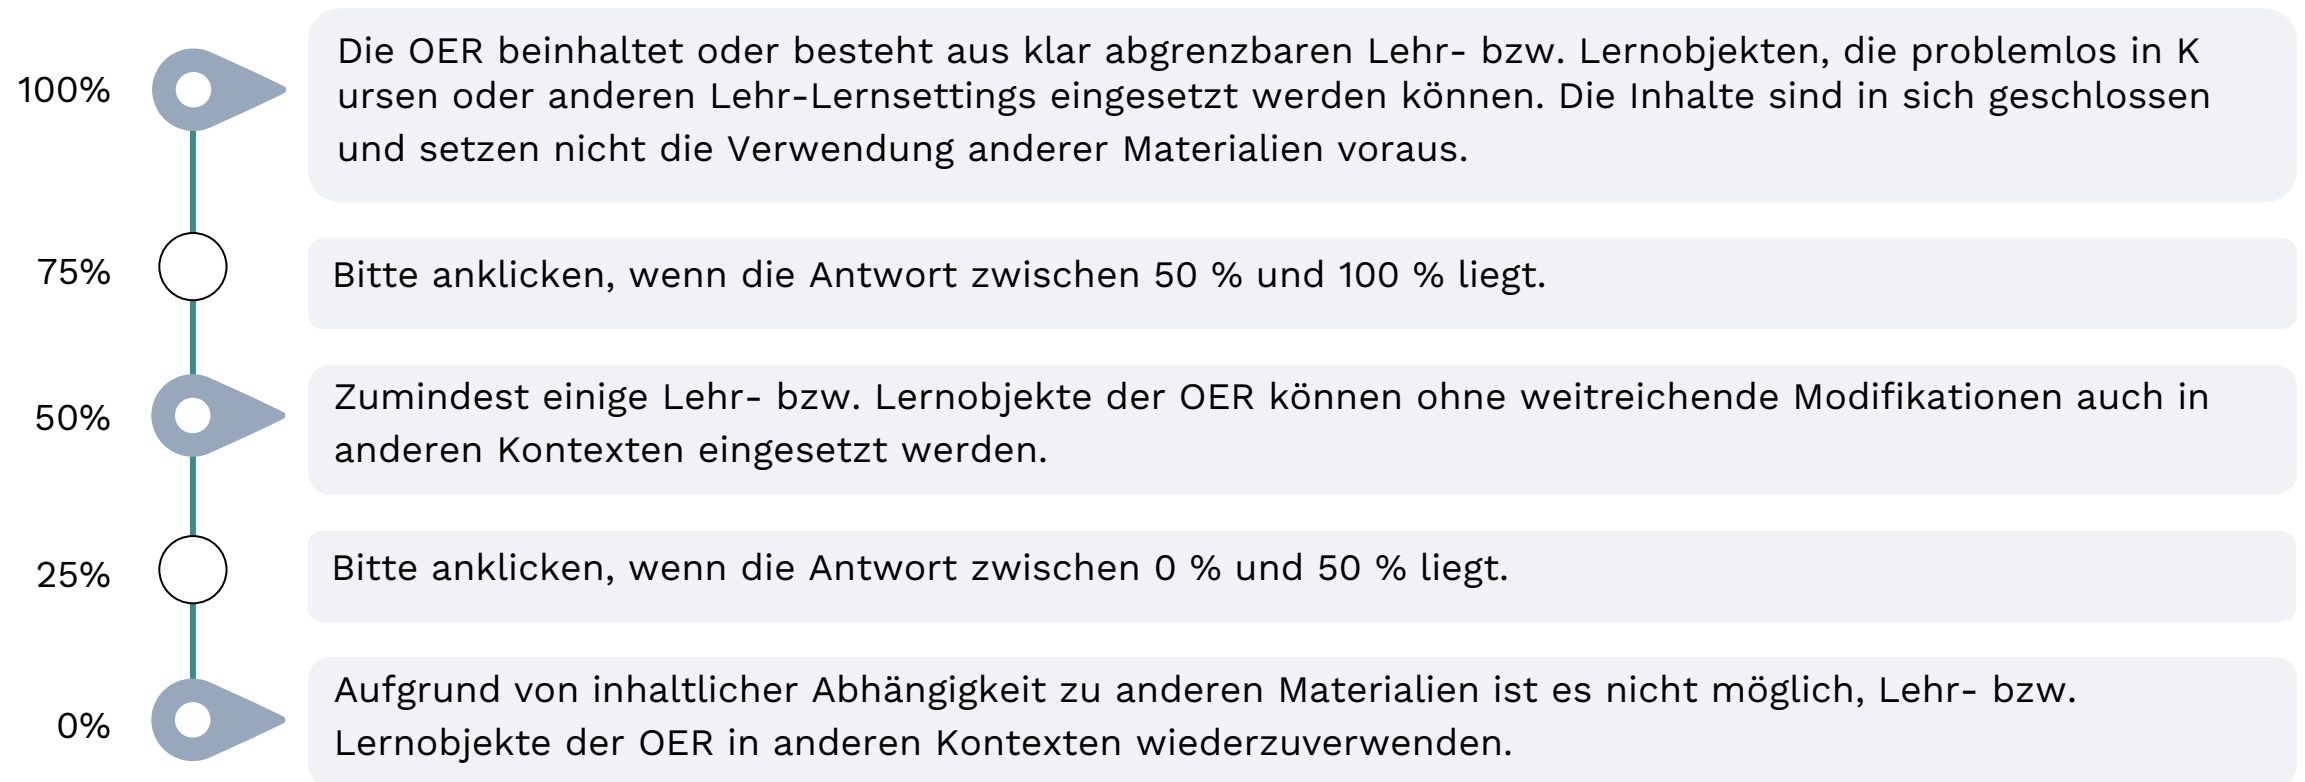 100%
Die OER beinhaltet oder besteht aus klar abgrenzbaren Lehr- bzw. Lernobjekten, die problemlos in K
ursen oder anderen Lehr-Lernsettings eingesetzt werden können. Die Inhalte sind in sich geschlossen
und setzen nicht die Verwendung anderer Materialien voraus.
75%
Bitte anklicken, wenn die Antwort zwischen 50 % und 100 % liegt.
50%
Zumindest einige Lehr- bzw. Lernobjekte der OER können ohne weitreichende Modifikationen auch in
anderen Kontexten eingesetzt werden.
25%
Bitte anklicken, wenn die Antwort zwischen 0 % und 50 % liegt.
0%
Aufgrund von inhaltlicher Abhängigkeit zu anderen Materialien ist es nicht möglich, Lehr- bzw.
Lernobjekte der OER in anderen Kontexten wiederzuverwenden.